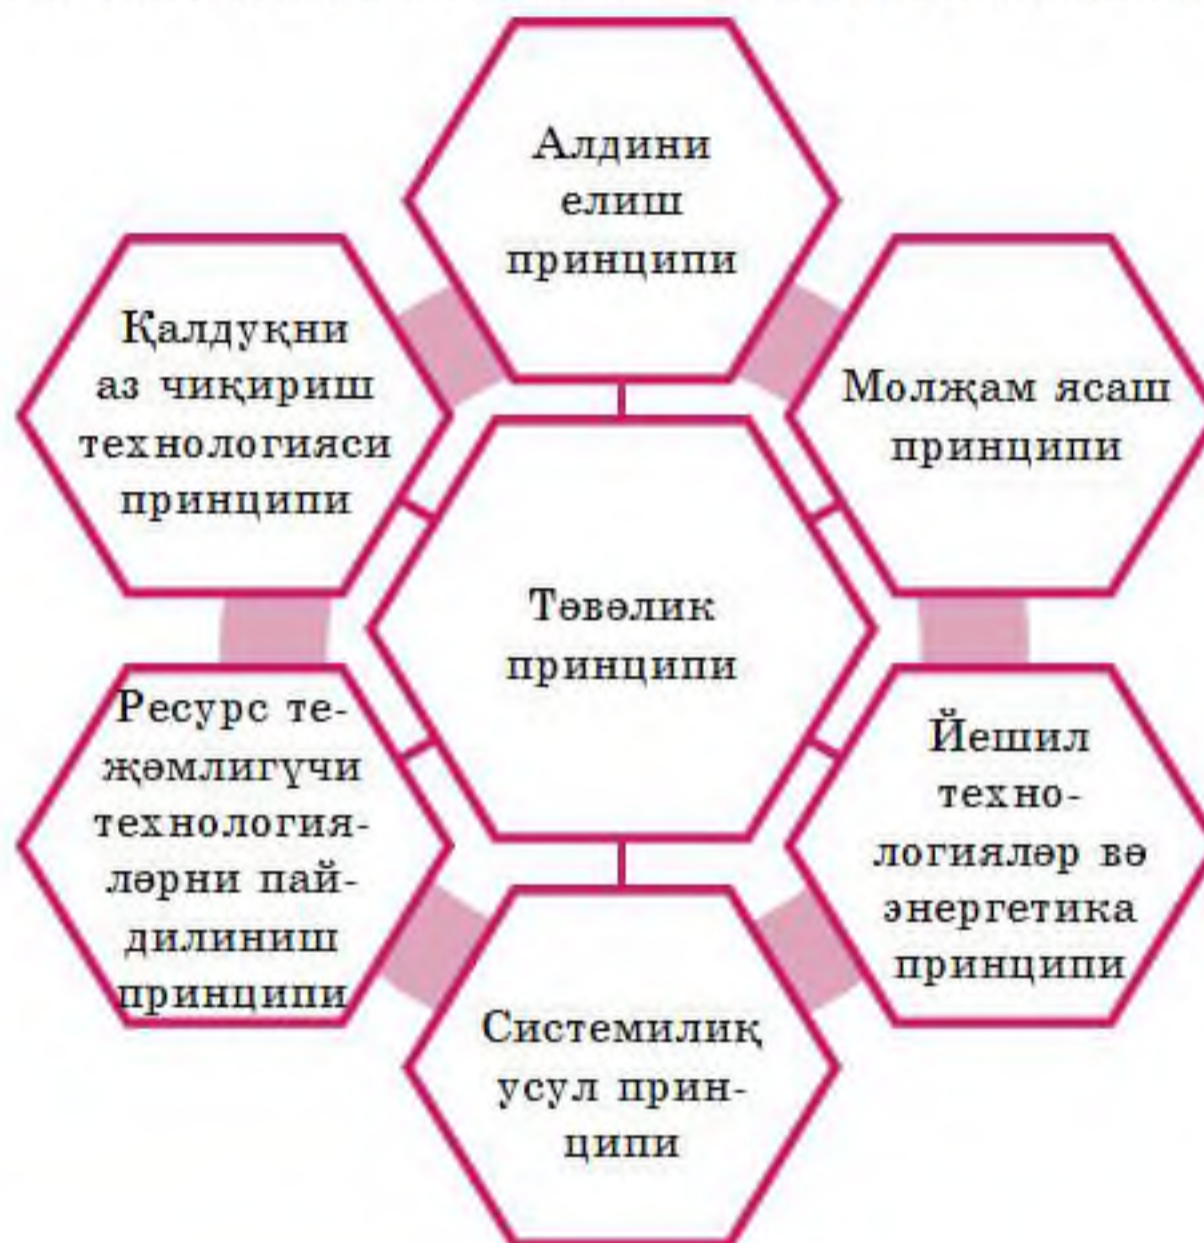 Алдини
елиш
принципи
Молҗам ясаш
принципи
Қалдуқни
аз чиқириш
технологияси
принципи
Тәвәлик
принципи
Ресурс те-
җәмлигүчи
технология-
ләрни пай-
дилиниш
принципи
Йешил
техно-
логияләр вә
энергетика
принципи
Системилиқ
усул прин-
ципи